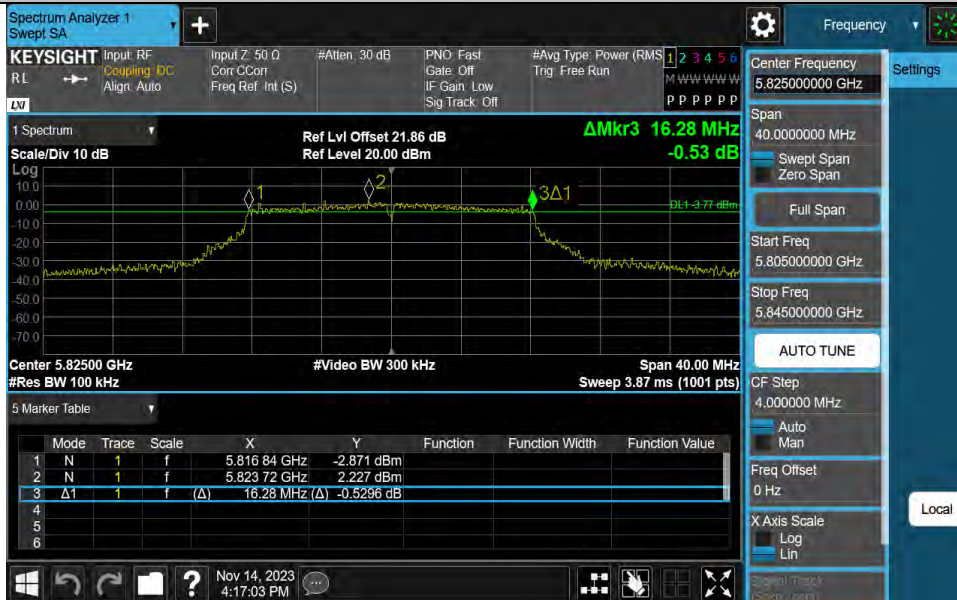 Spectrum Analyzer 1
Swept SA
+
Frequency
KEYSIGHT Input: RF Input Z: 50 Ω #Atten: 30 dB PNO: Fast #Avg Type: Power (RMS 1 2 3 4 5 6
RL Coupling: DC Corr CCorr Gate: Off Trig: Free Run M W W W W W
Align: Auto Freq Ref: Int (S) IF Gain: Low
LXI Sig Track: Off P P P P P P
1 Spectrum
Ref Lvl Offset 21.86 dB
ΔMkr3 16.28 MHz
Scale/Div 10 dB
Ref Level 20.00 dBm
-0.53 dB
Log
10.0
0.00
-10.0
-20.0
-30.0
-40.0
-50.0
-60.0
-70.0
1
2
3Δ1
DL1 -3.77 dBm
Center 5.82500 GHz #Video BW 300 kHz Span 40.00 MHz
#Res BW 100 kHz Sweep 3.87 ms (1001 pts)
5 Marker Table
Mode Trace Scale X Y Function Function Width Function Value
1 N 1 f 5.816 84 GHz -2.871 dBm
2 N 1 f 5.823 72 GHz 2.227 dBm
3 Δ1 1 f (Δ) 16.28 MHz (Δ) -0.5296 dB
4
5
6
Nov 14, 2023
4:17:03 PM
?
Center Frequency
5.825000000 GHz
Settings
Span
40.0000000 MHz
Swept Span
Zero Span
Full Span
Start Freq
5.805000000 GHz
Stop Freq
5.845000000 GHz
AUTO TUNE
CF Step
4.000000 MHz
Auto
Man
Freq Offset
0 Hz
Local
X Axis Scale
Log
Lin
Signal Track